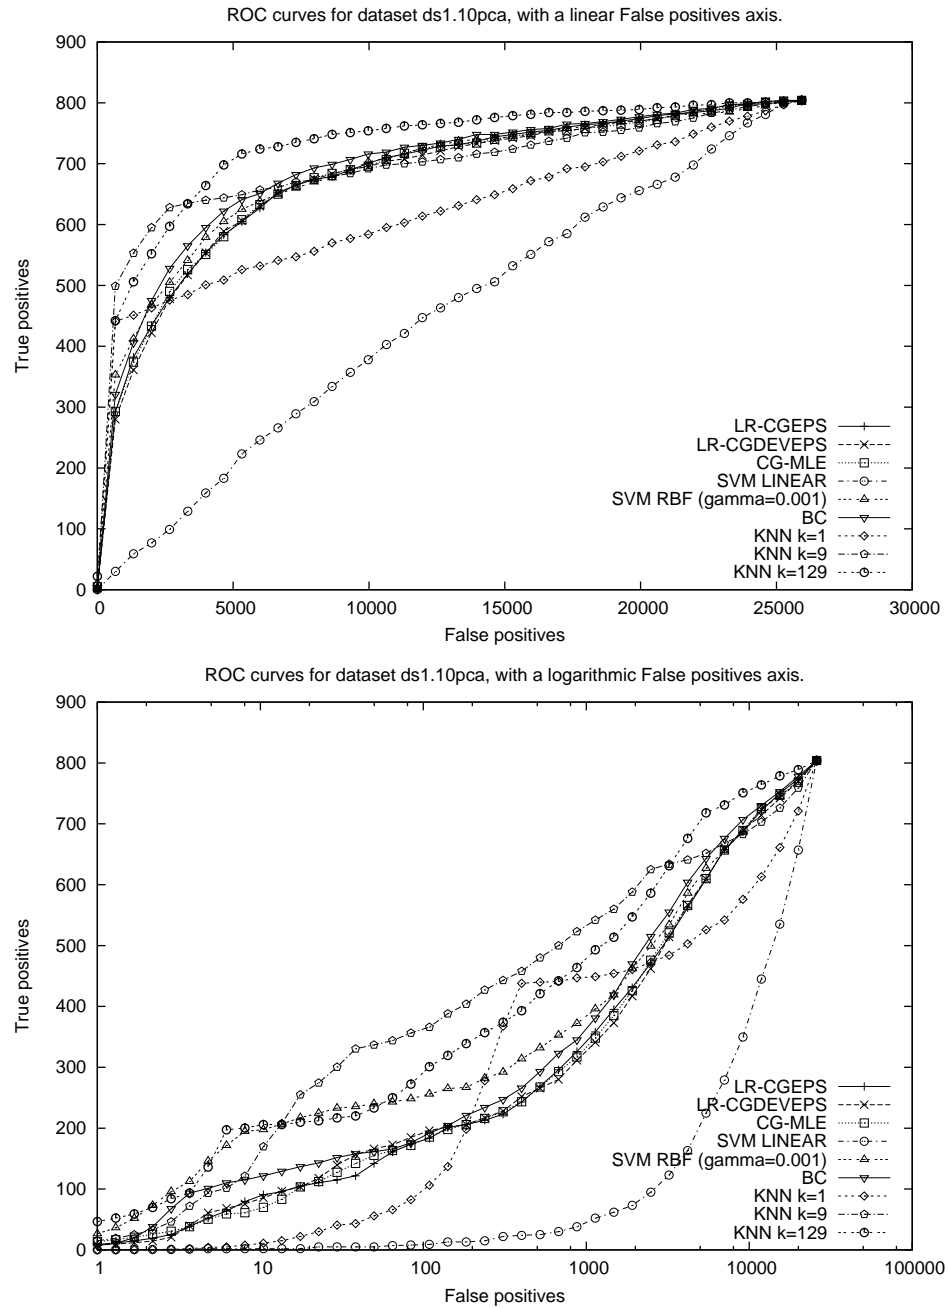 ROC curves for dataset ds1.10pca, with a linear False positives axis.
900
800
700
600
500
400
300
200
100
0
True positives
LR-CGEPS
LR-CGDEVEPS
CG-MLE
SVM LINEAR
SVM RBF (gamma=0.001)
BC
KNN k=1
KNN k=9
KNN k=129
0 5000 10000 15000 20000 25000 30000
False positives
ROC curves for dataset ds1.10pca, with a logarithmic False positives axis.
900
800
700
600
500
400
300
200
100
0
True positives
LR-CGEPS
LR-CGDEVEPS
CG-MLE
SVM LINEAR
SVM RBF (gamma=0.001)
BC
KNN k=1
KNN k=9
KNN k=129
1 10 100 1000 10000 100000
False positives